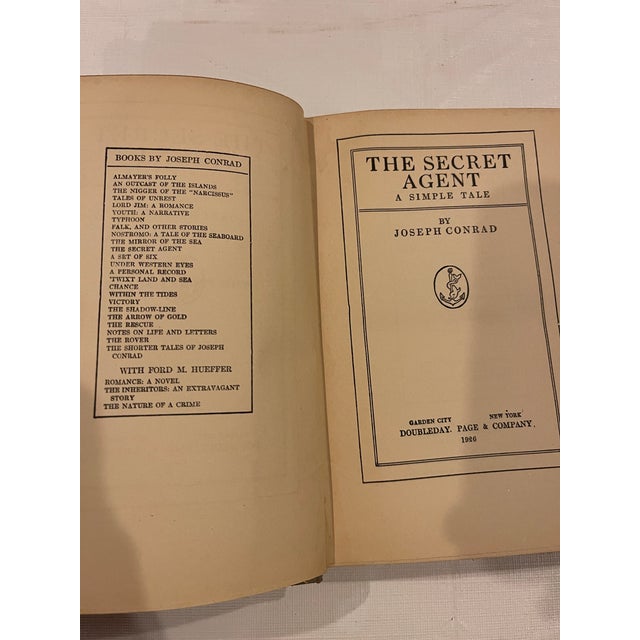 BOOKS BY JOSEPH CONRAD
ALMAYER'S FOLLY
AN OUTCAST OF THE ISLANDS
THE NIGGER OF THE "NARCISSUS"
TALES OF UNREST
LORD JIM: A ROMANCE
YOUTH: A NARRATIVE
TYPHOON
FALK, AND OTHER STORIES
NOSTROMO: A TALE OF THE SEABOARD
THE MIRROR OF THE SEA
THE SECRET AGENT
A SET OF SIX
UNDER WESTERN EYES
A PERSONAL RECORD
'TWIXT LAND AND SEA
CHANCE
WITHIN THE TIDES
VICTORY
THE SHADOW-LINE
THE ARROW OF GOLD
THE RESCUE
NOTES ON LIFE AND LETTERS
THE ROVER
THE SHORTER TALES OF JOSEPH
CONRAD
WITH FORD M. HUEFFER
ROMANCE: A NOVEL
THE INHERITORS: AN EXTRAVAGANT
STORY
THE NATURE OF A CRIME
THE SECRET
AGENT
A SIMPLE TALE
BY
JOSEPH CONRAD
GARDEN CITY NEW YORK
DOUBLEDAY, PAGE & COMPANY,
1926